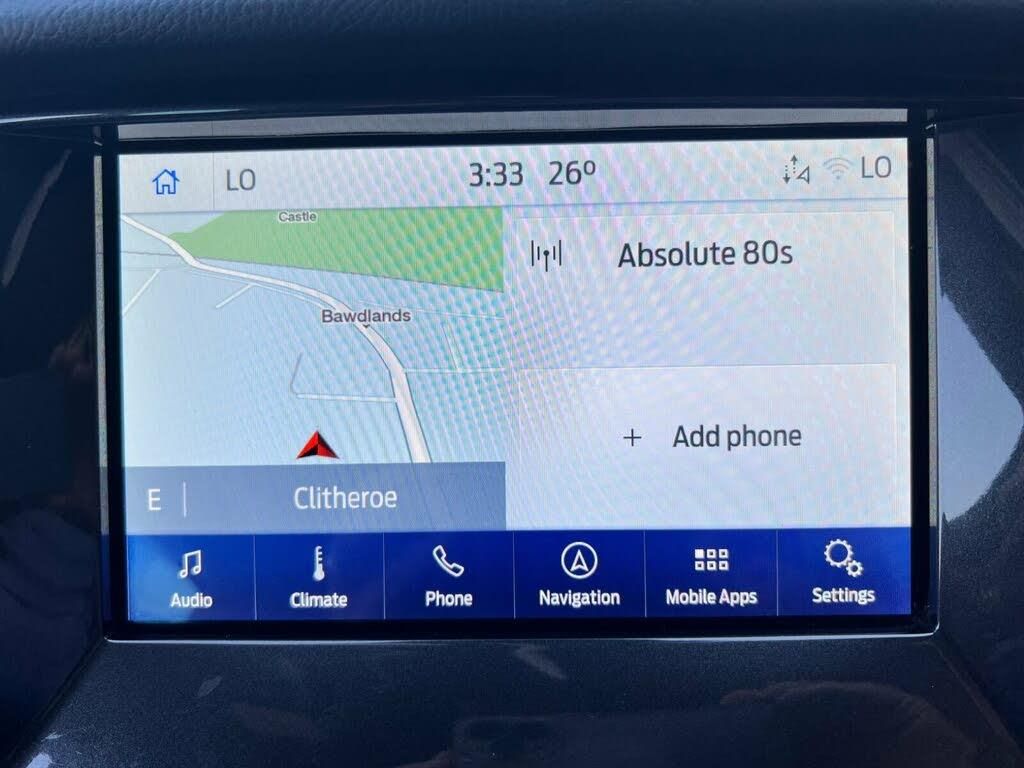 LO 3:33 26º LO
Castle
Bawdlands
E | Clitheroe
Absolute 80s
+ Add phone
Audio Climate Phone Navigation Mobile Apps Settings